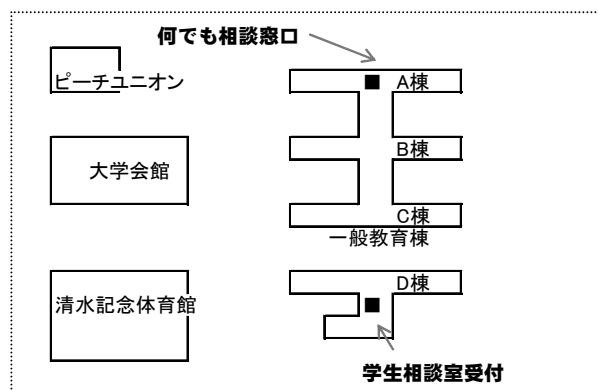 何でも相談窓口
ピーチユニオン
A棟
B棟
大学会館
C棟
一般教育棟
D棟
清水記念体育館
学生相談室受付